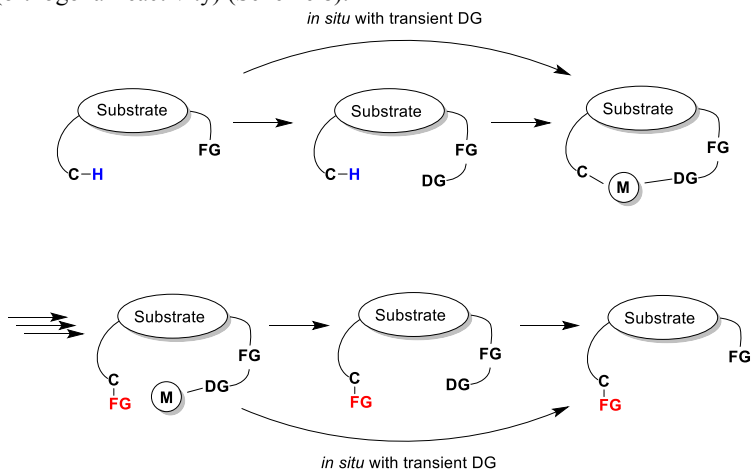 in situ with transient DG
Substrate Substrate Substrate
FG FG FG
C-H C-H C M DG
DG
Substrate Substrate Substrate
FG FG FG
C M DG C DG C
FG FG FG
in situ with transient DG